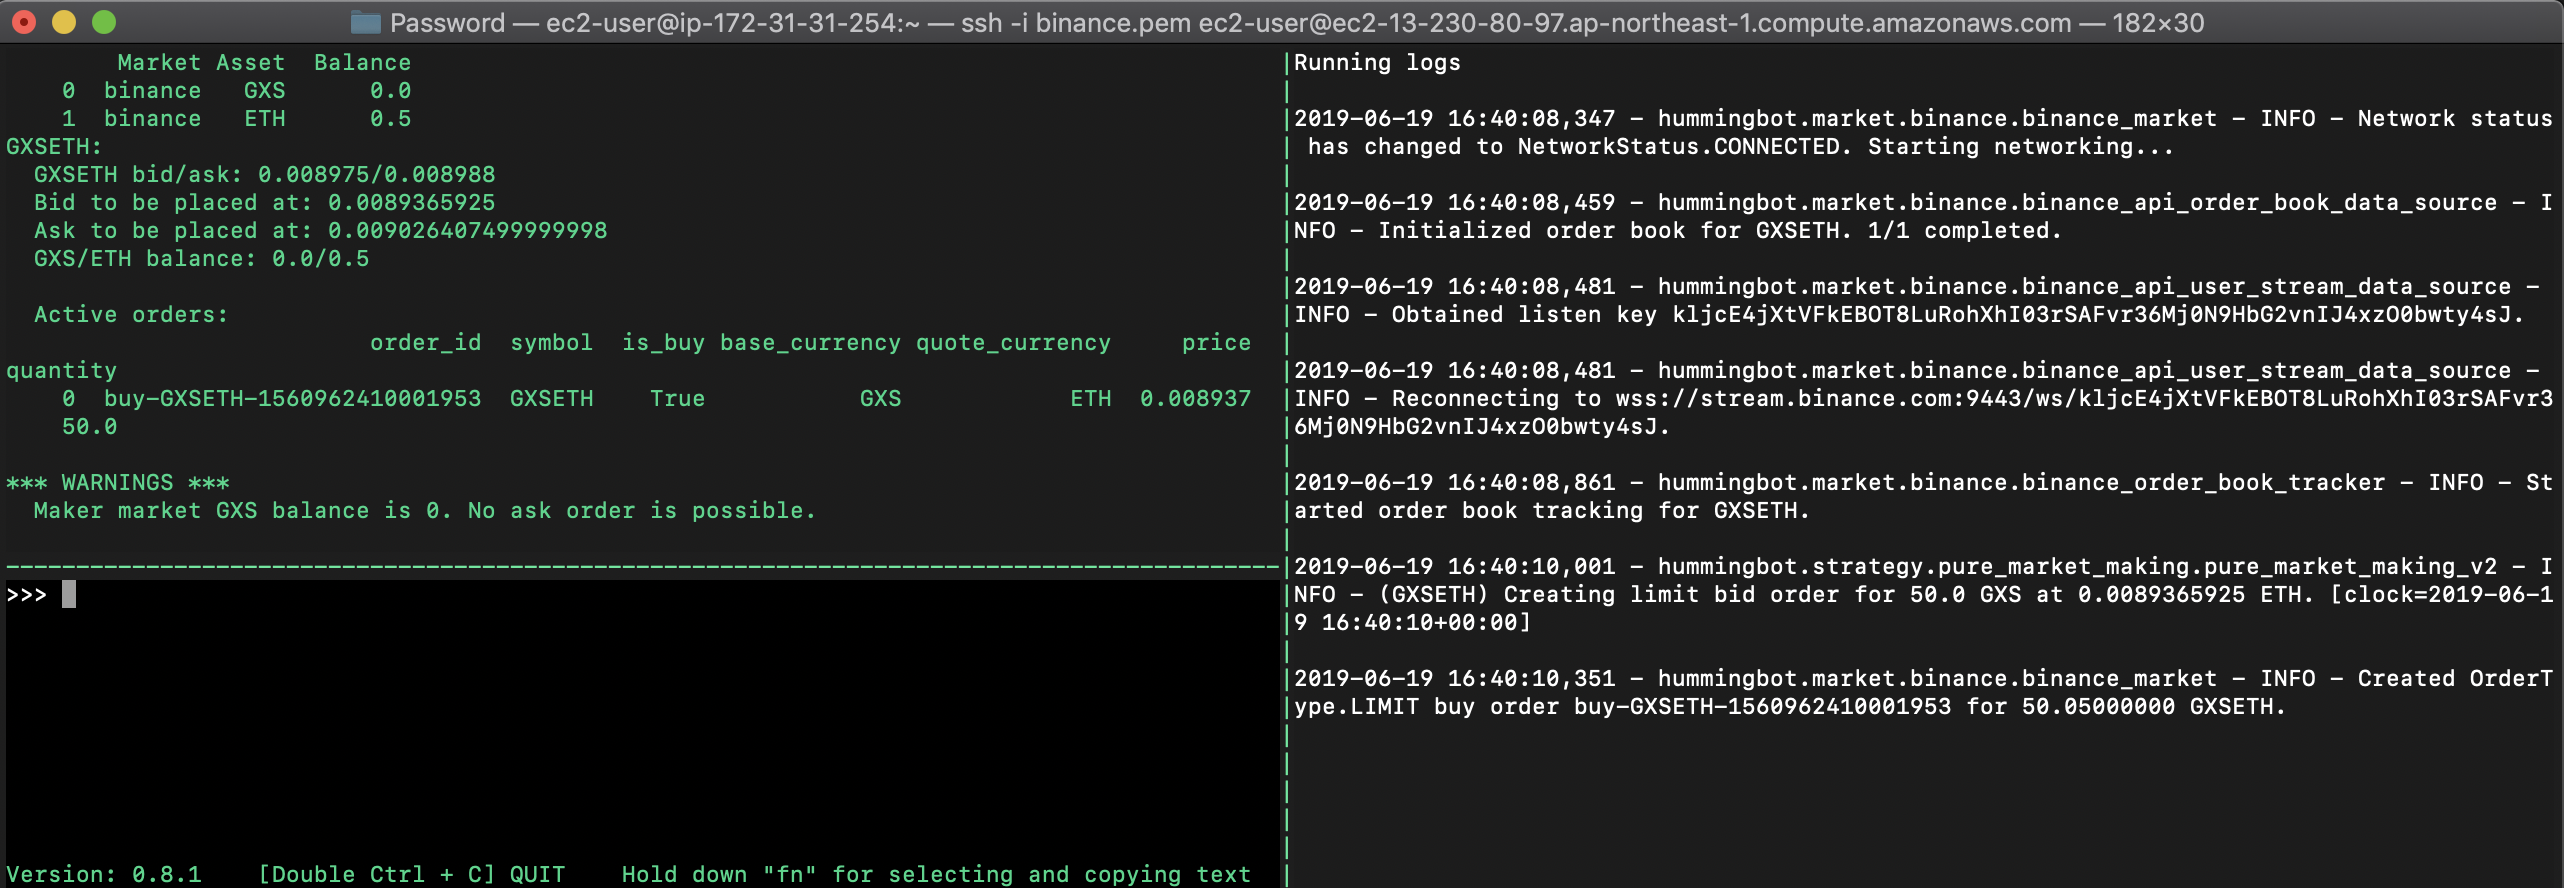 Password — ec2-user@ip-172-31-31-254:~ — ssh -i binance.pem ec2-user@ec2-13-230-80-97.ap-northeast-1.compute.amazonaws.com — 182×30
Market Asset Balance
0 binance GXS 0.0
1 binance ETH 0.5
GXSETH:
GXSETH bid/ask: 0.008975/0.008988
Bid to be placed at: 0.0089365925
Ask to be placed at: 0.009026407499999998
GXS/ETH balance: 0.0/0.5
Active orders:
order_id symbol is_buy base_currency quote_currency price
quantity
0 buy-GXSETH-1560962410001953 GXSETH True GXS ETH 0.008937
50.0
*** WARNINGS ***
Maker market GXS balance is 0. No ask order is possible.
>>>
Version: 0.8.1 [Double Ctrl + C] QUIT Hold down "fn" for selecting and copying text
Running logs
2019-06-19 16:40:08,347 - hummingbot.market.binance.binance_market - INFO - Network status
has changed to NetworkStatus.CONNECTED. Starting networking...
2019-06-19 16:40:08,459 - hummingbot.market.binance.binance_api_order_book_data_source - I
NFO - Initialized order book for GXSETH. 1/1 completed.
2019-06-19 16:40:08,481 - hummingbot.market.binance.binance_api_user_stream_data_source -
INFO - Obtained listen key kljcE4jXtVFkEBOT8LuRohXhI03rSAFvr36Mj0N9HbG2vnIJ4xzO0bwty4sJ.
2019-06-19 16:40:08,481 - hummingbot.market.binance.binance_api_user_stream_data_source -
INFO - Reconnecting to wss://stream.binance.com:9443/ws/kljcE4jXtVFkEBOT8LuRohXhI03rSAFvr3
6Mj0N9HbG2vnIJ4xzO0bwty4sJ.
2019-06-19 16:40:08,861 - hummingbot.market.binance.binance_order_book_tracker - INFO - St
arted order book tracking for GXSETH.
2019-06-19 16:40:10,001 - hummingbot.strategy.pure_market_making.pure_market_making_v2 - I
NFO - (GXSETH) Creating limit bid order for 50.0 GXS at 0.0089365925 ETH. [clock=2019-06-1
9 16:40:10+00:00]
2019-06-19 16:40:10,351 - hummingbot.market.binance.binance_market - INFO - Created OrderT
ype.LIMIT buy order buy-GXSETH-1560962410001953 for 50.05000000 GXSETH.